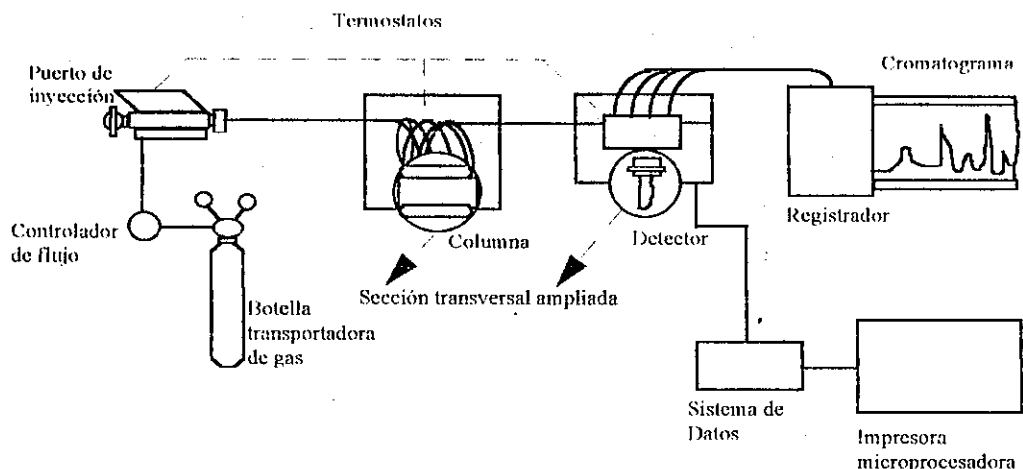 Termostatos
Puerto de
inyección
Cromatograma
Registrador
Controlador
de flujo
Columna
Detector
Sección transversal ampliada
Botella
transportadora
de gas
Sistema de
Datos
Impresora
microprocesadora